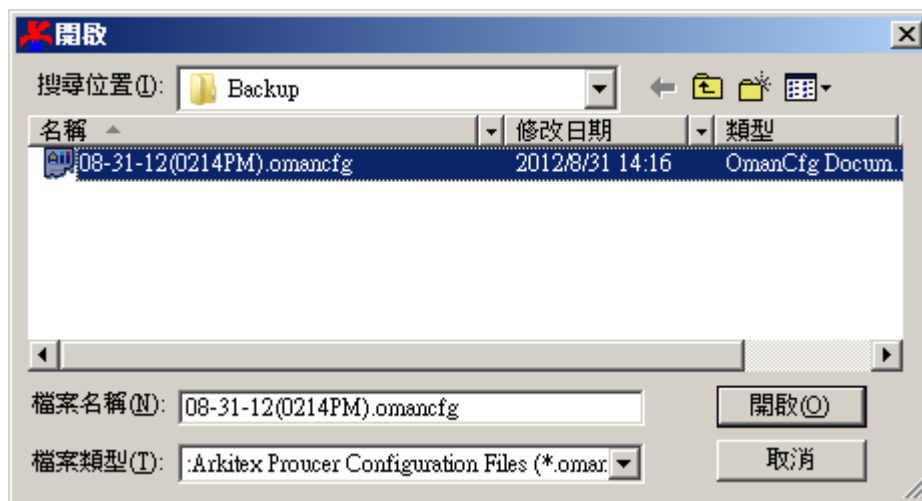 開啟
搜尋位置(I): Backup
名稱 修改日期 類型
08-31-12(0214PM).omancfg 2012/8/31 14:16 OmanCfg Docum...
檔案名稱(N): 08-31-12(0214PM).omancfg 開啟(O)
檔案類型(T): :Arkitex Proucer Configuration Files (*.omar 取消